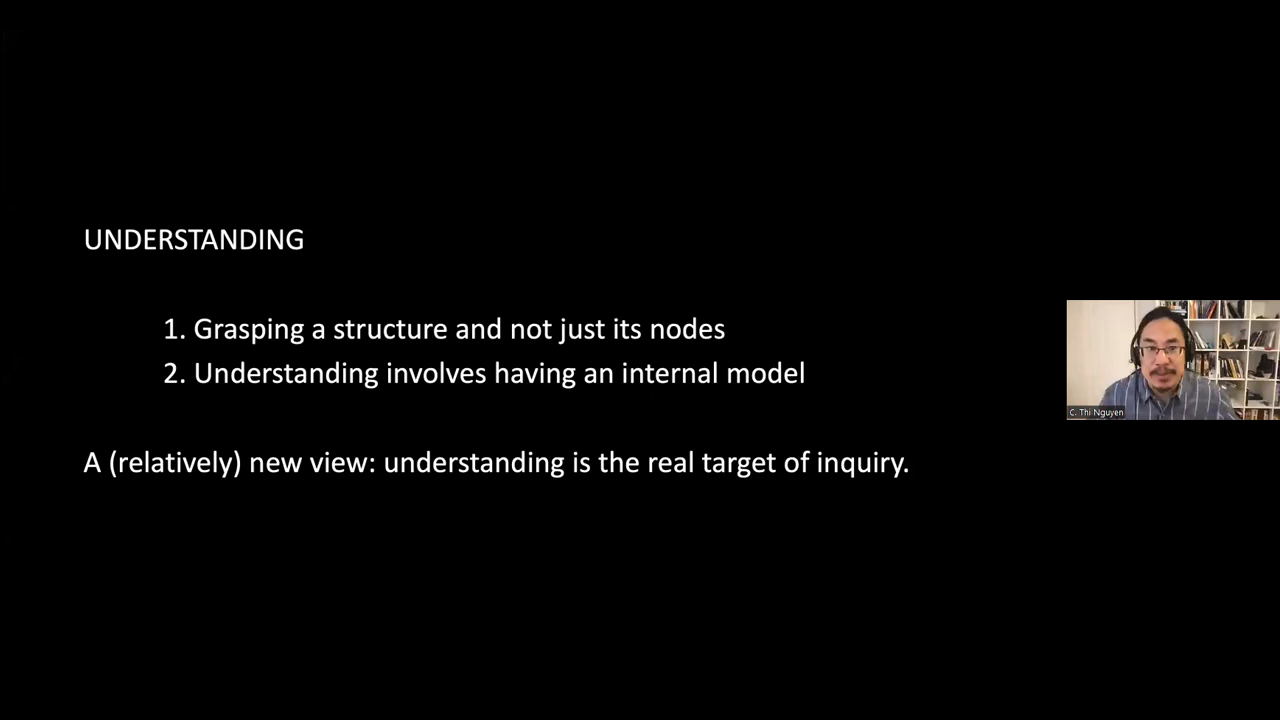 UNDERSTANDING
1. Grasping a structure and not just its nodes
2. Understanding involves having an internal model
A (relatively) new view: understanding is the real target of inquiry.
C. Thi Nguyen